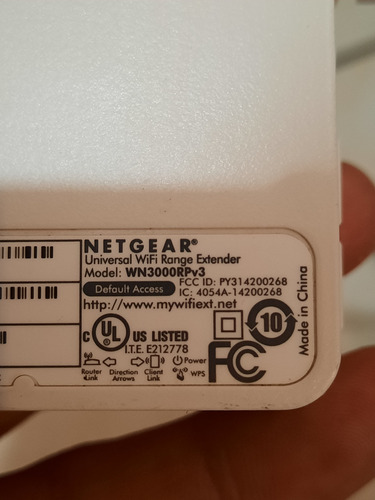 NETGEAR®
Universal WiFi Range Extender
Model: WN3000RPv3
Default Access FCC ID: PY314200268
IC: 4054A-14200268
http://www.mywifiext.net
C UL US LISTED
I.T.E. E212778
10
FC
Made in China
Router Link
Direction Arrows
Client Link
Power
WPS